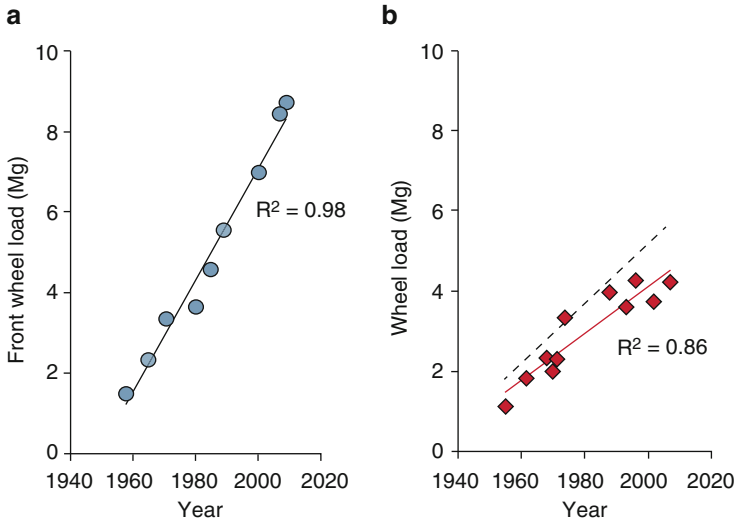 a
10
8
6
4
2
0
Front wheel load (Mg)
R² = 0.98
1940 1960 1980 2000 2020
Year
b
10
8
6
4
2
0
Wheel load (Mg)
R² = 0.86
1940 1960 1980 2000 2020
Year